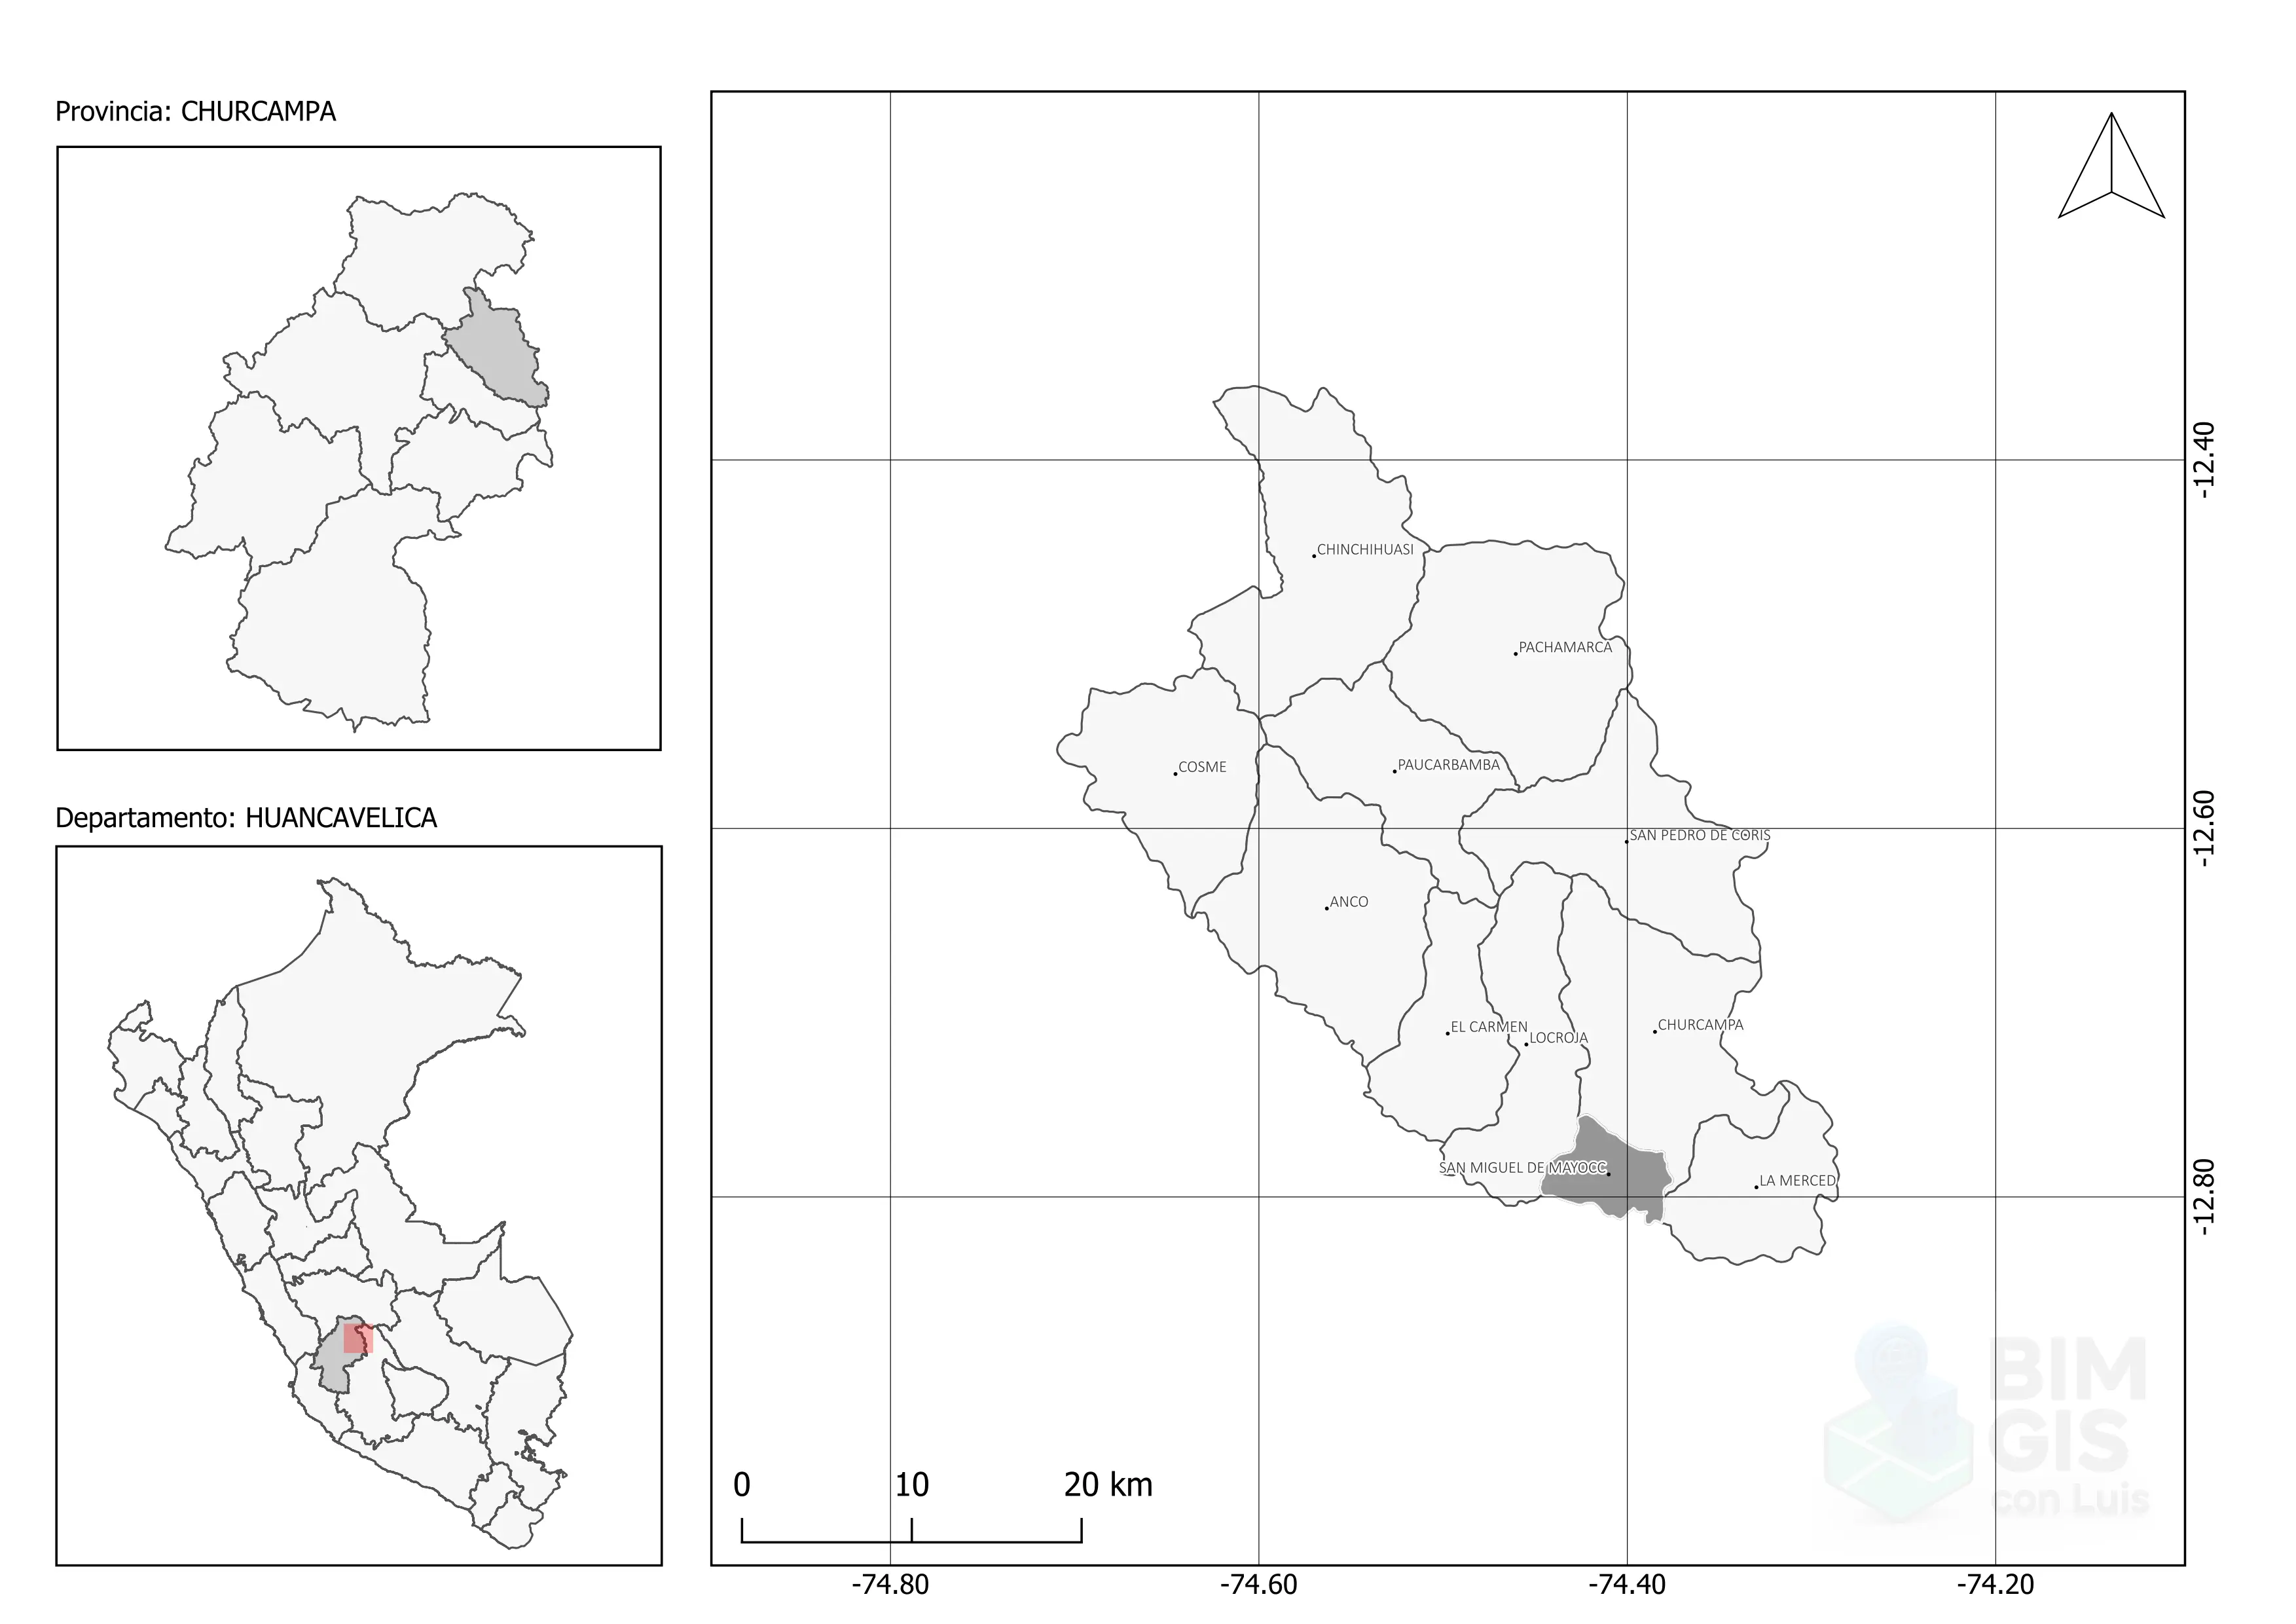 Provincia: CHURCAMPA
Departamento: HUANCAVELICA
CHINCHIHUASI
PACHAMARCA
COSME
PAUCARBAMBA
SAN PEDRO DE CORIS
ANCO
EL CARMEN
LOCROJA
CHURCAMPA
SAN MIGUEL DE MAYOCC
LA MERCED
-12.40
-12.60
-12.80
0 10 20 km
-74.80 -74.60 -74.40 -74.20
BIM
GIS
con Luis